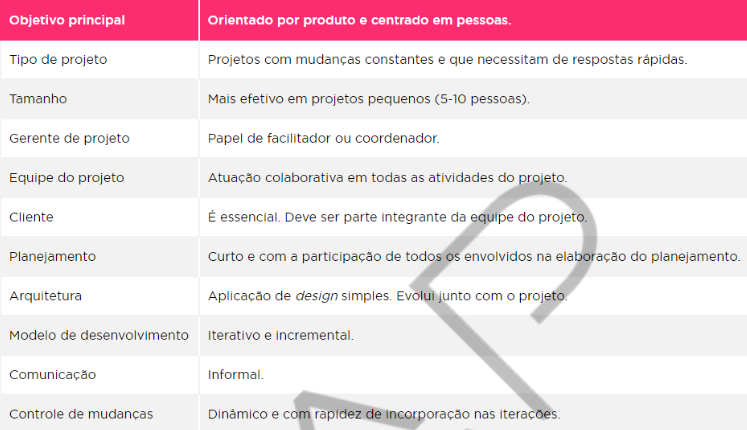 Objetivo principal Orientado por produto e centrado em pessoas.
Tipo de projeto Projetos com mudanças constantes e que necessitam de respostas rápidas.
Tamanho Mais efetivo em projetos pequenos (5-10 pessoas).
Gerente de projeto Papel de facilitador ou coordenador.
Equipe do projeto Atuação colaborativa em todas as atividades do projeto.
Cliente É essencial. Deve ser parte integrante da equipe do projeto.
Planejamento Curto e com a participação de todos os envolvidos na elaboração do planejamento.
Arquitetura Aplicação de design simples. Evolui junto com o projeto.
Modelo de desenvolvimento Iterativo e incremental.
Comunicação Informal.
Controle de mudanças Dinâmico e com rapidez de incorporação nas iterações.